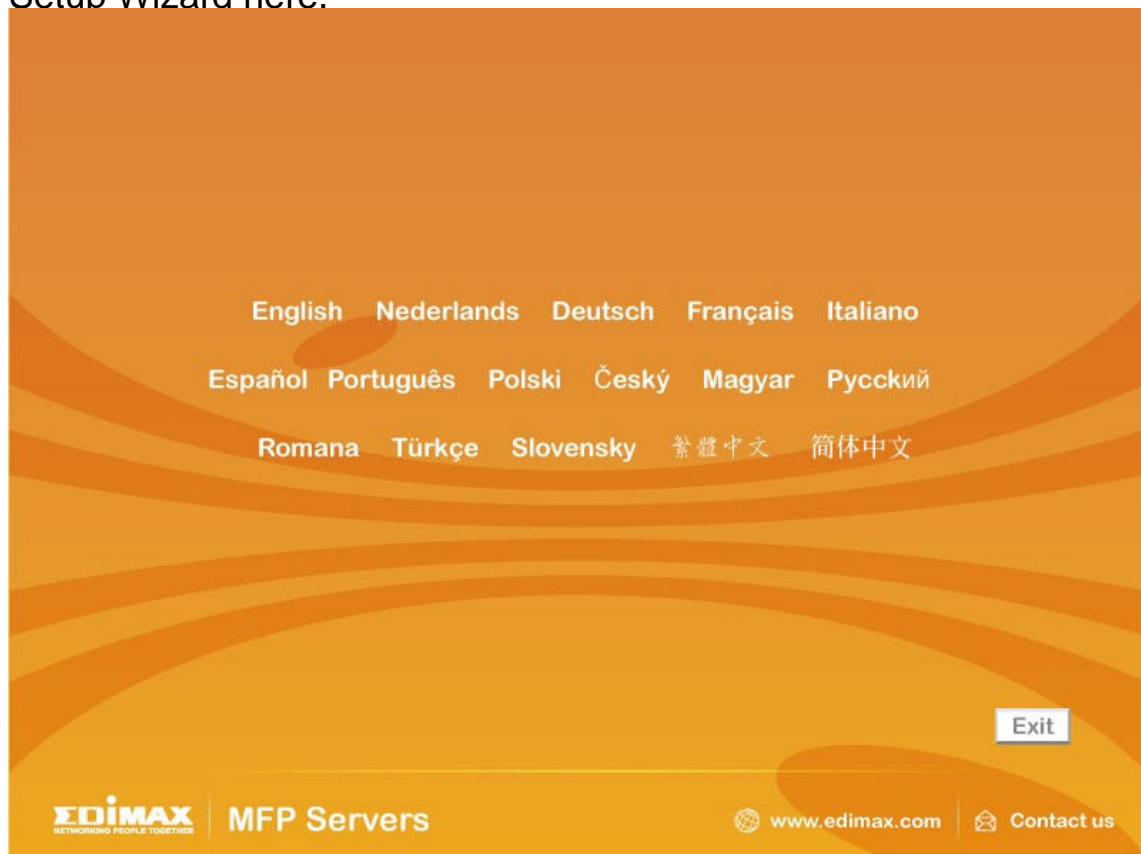 Setup Wizard here.
English Nederlands Deutsch Français Italiano
Español Português Polski Český Magyar Pycckий
Romana Türkçe Slovensky 繁體中文 简体中文
Exit
EDIMAX
NETWORKING PEOPLE TOGETHER
MFP Servers
www.edimax.com
Contact us